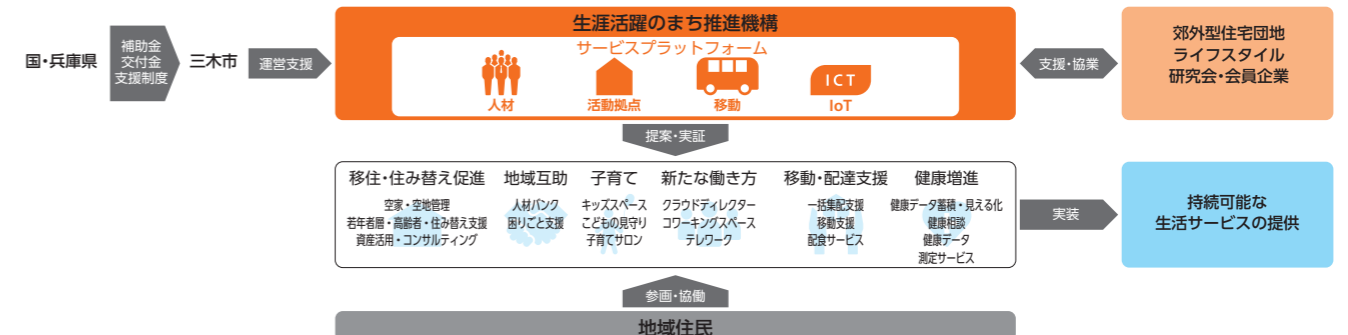 国・兵庫県
補助金
交付金
支援制度
三木市
運営支援
生涯活躍のまち推進機構
サービスプラットフォーム
人材
活動拠点
移動
ICT
IoT
支援・協業
郊外型住宅団地
ライフスタイル
研究会・会員企業
提案・実証
移住・住み替え促進
空家・空地管理
若年者層・高齢者・住み替え支援
資産活用・コンサルティング
地域互助
人材バンク
困りごと支援
子育て
キッズスペース
こどもの見守り
子育てサロン
新たな働き方
クラウドディレクター
コワーキングスペース
テレワーク
移動・配達支援
一括集配支援
移動支援
配食サービス
健康増進
健康データ蓄積・見える化
健康相談
健康データ
測定サービス
実装
持続可能な
生活サービスの提供
参画・協働
地域住民